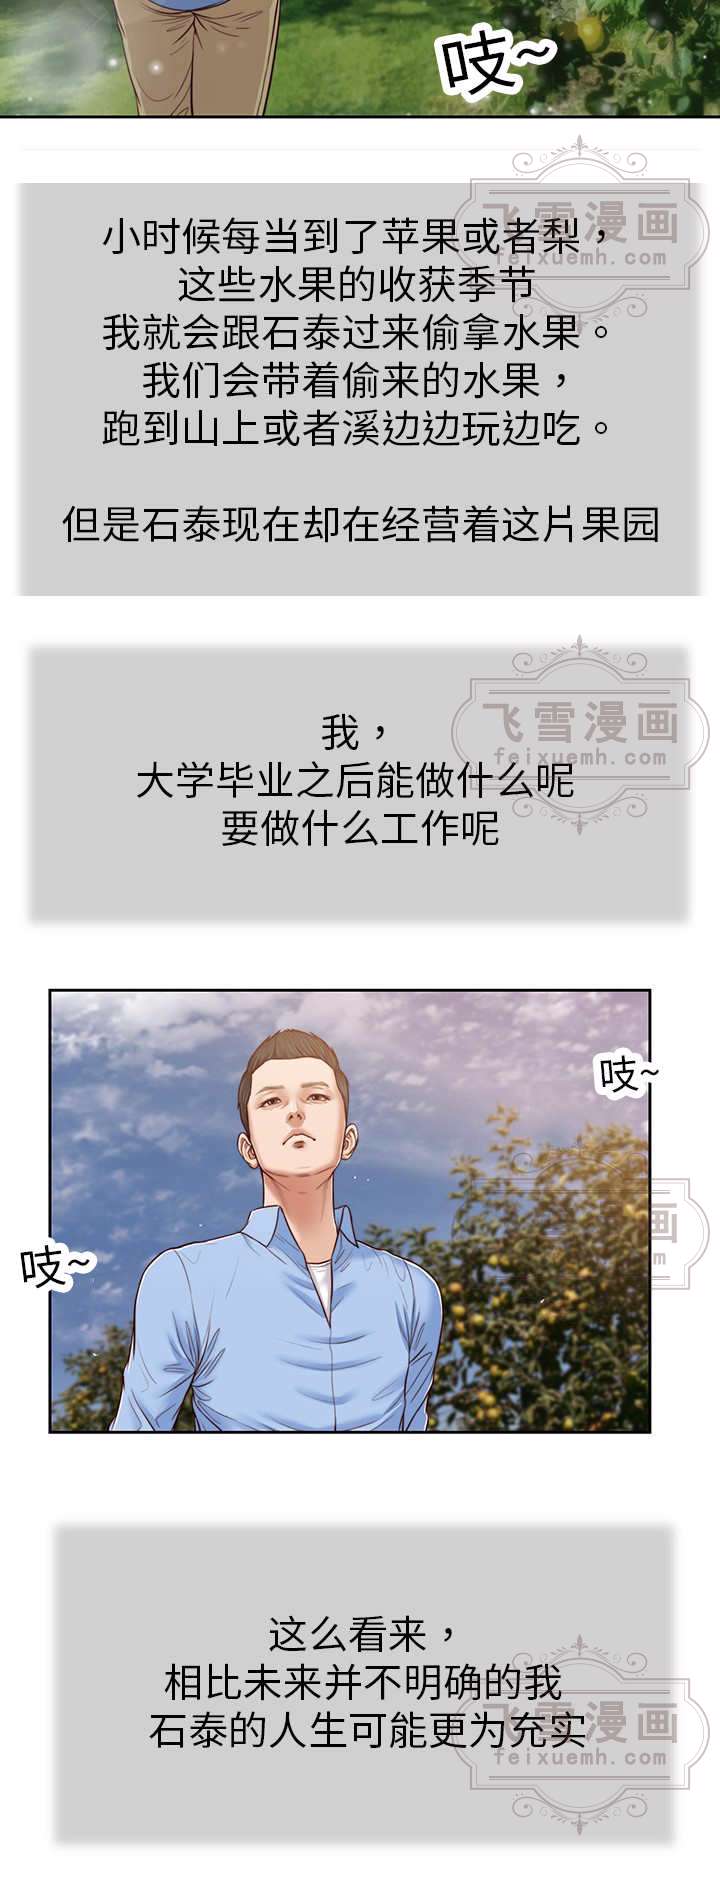 吱~
飞雪漫画
feixuemh.com
小时候每当到了苹果或者梨，
这些水果的收获季节
我就会跟石泰过来偷拿水果。
我们会带着偷来的水果，
跑到山上或者溪边边玩边吃。
但是石泰现在却在经营着这片果园
飞雪漫画
feixuemh.com
我，
大学毕业之后能做什么呢
要做什么工作呢
吱~
画
com
吱~
这么看来，
相比未来并不明确的我
石泰的人生可能更为充实
飞雪漫画
feixuemh.com